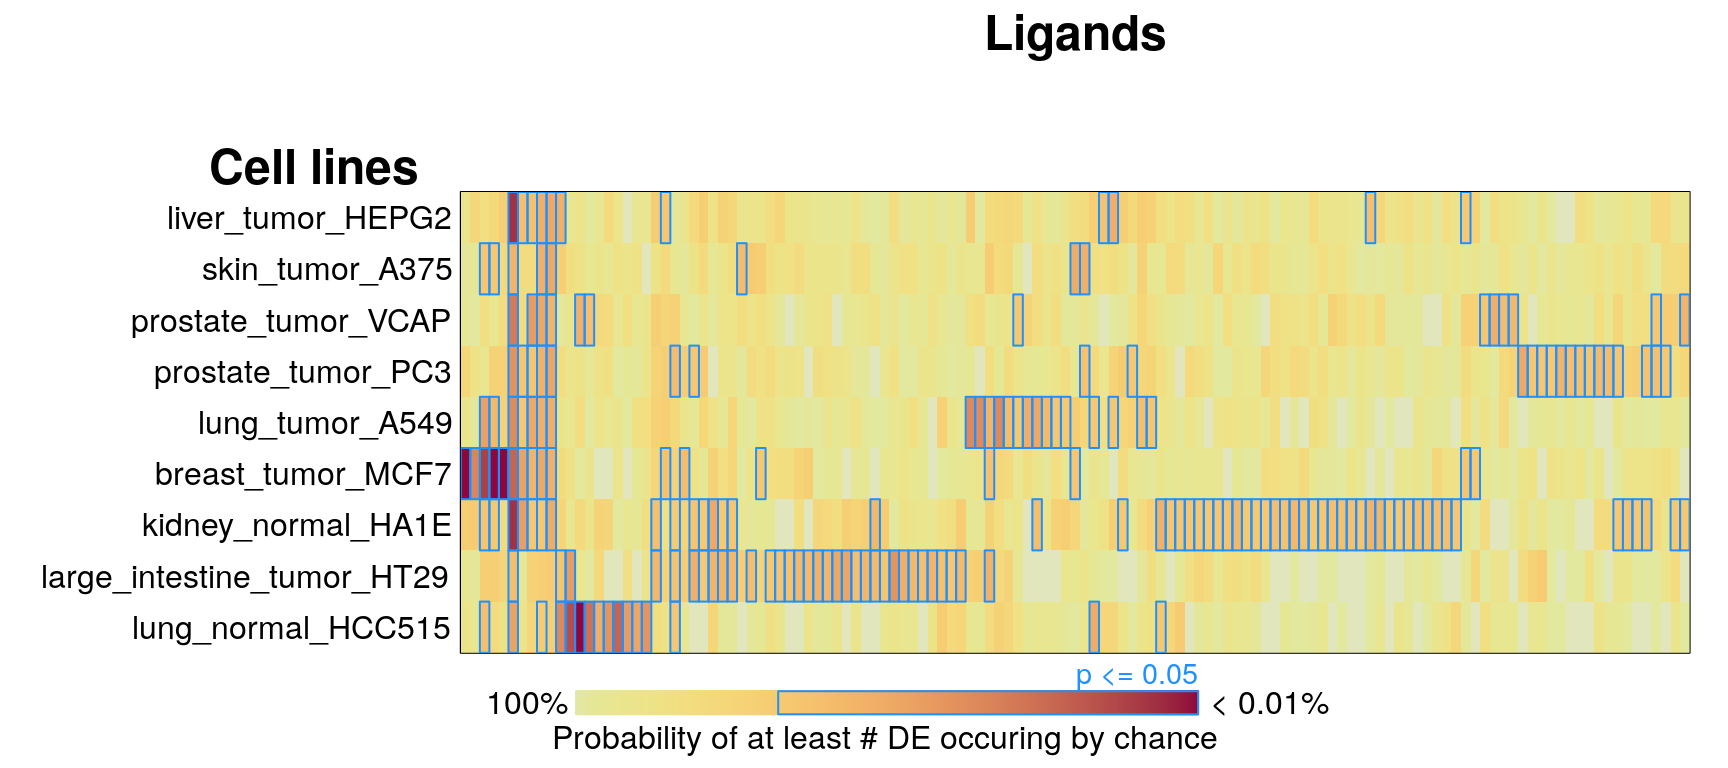 Ligands
Cell lines
liver_tumor_HEPG2
skin_tumor_A375
prostate_tumor_VCAP
prostate_tumor_PC3
lung_tumor_A549
breast_tumor_MCF7
kidney_normal_HA1E
large_intestine_tumor_HT29
lung_normal_HCC515
p <= 0.05
100% < 0.01%
Probability of at least # DE occuring by chance